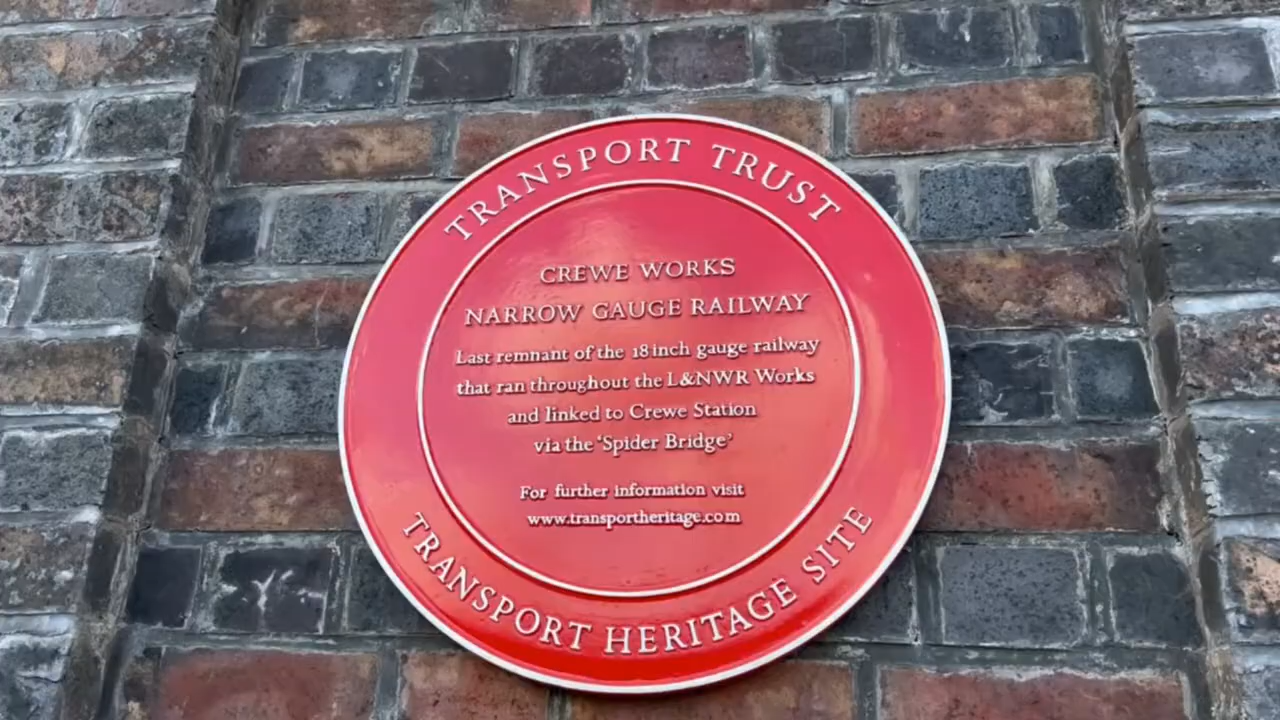 TRANSPORT TRUST
CREWE WORKS
NARROW GAUGE RAILWAY
Last remnant of the 18 inch gauge railway
that ran throughout the L&NWR Works
and linked to Crewe Station
via the 'Spider Bridge'
For further information visit
www.transportheritage.com
TRANSPORT HERITAGE SITE